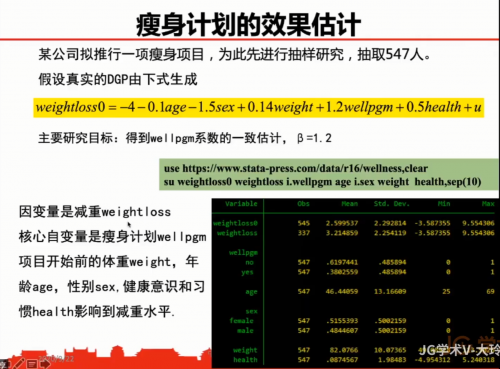 瘦身计划的效果估计
某公司拟推行一项瘦身项目，为此先进行抽样研究，抽取547人。
假设真实的DGP由下式生成
weightloss0 = −4 − 0.1age − 1.5sex + 0.14weight + 1.2wellpgm + 0.5health + u
主要研究目标：得到wellpgm系数的一致估计，β=1.2
use https://www.stata-press.com/data/r16/wellness,clear
su weightloss0 weightloss i.wellpgm age i.sex weight health,sep(10)
因变量是减重weightloss
核心自变量是瘦身计划wellpgm
项目开始前的体重weight，年
龄age，性别sex,健康意识和习
惯health影响到减重水平.
Variable Obs Mean Std. Dev. Min Max
weightloss0 545 2.599537 2.292814 -3.587355 9.554306
weightloss 337 3.214859 2.254119 -3.587355 9.554306
wellpgm
no 547 .6197441 .485894 0 1
yes 547 .3802559 .485894 0 1
age 547 46.44059 13.16609 25 69
sex
female 547 .5155393 .5002159 0 1
male 547 .4844607 .5002159 0 1
weight 547 82.0766 10.07365
health 547 .0874567 1.98483 -4.954312 5.240318
JG学术V-大玲